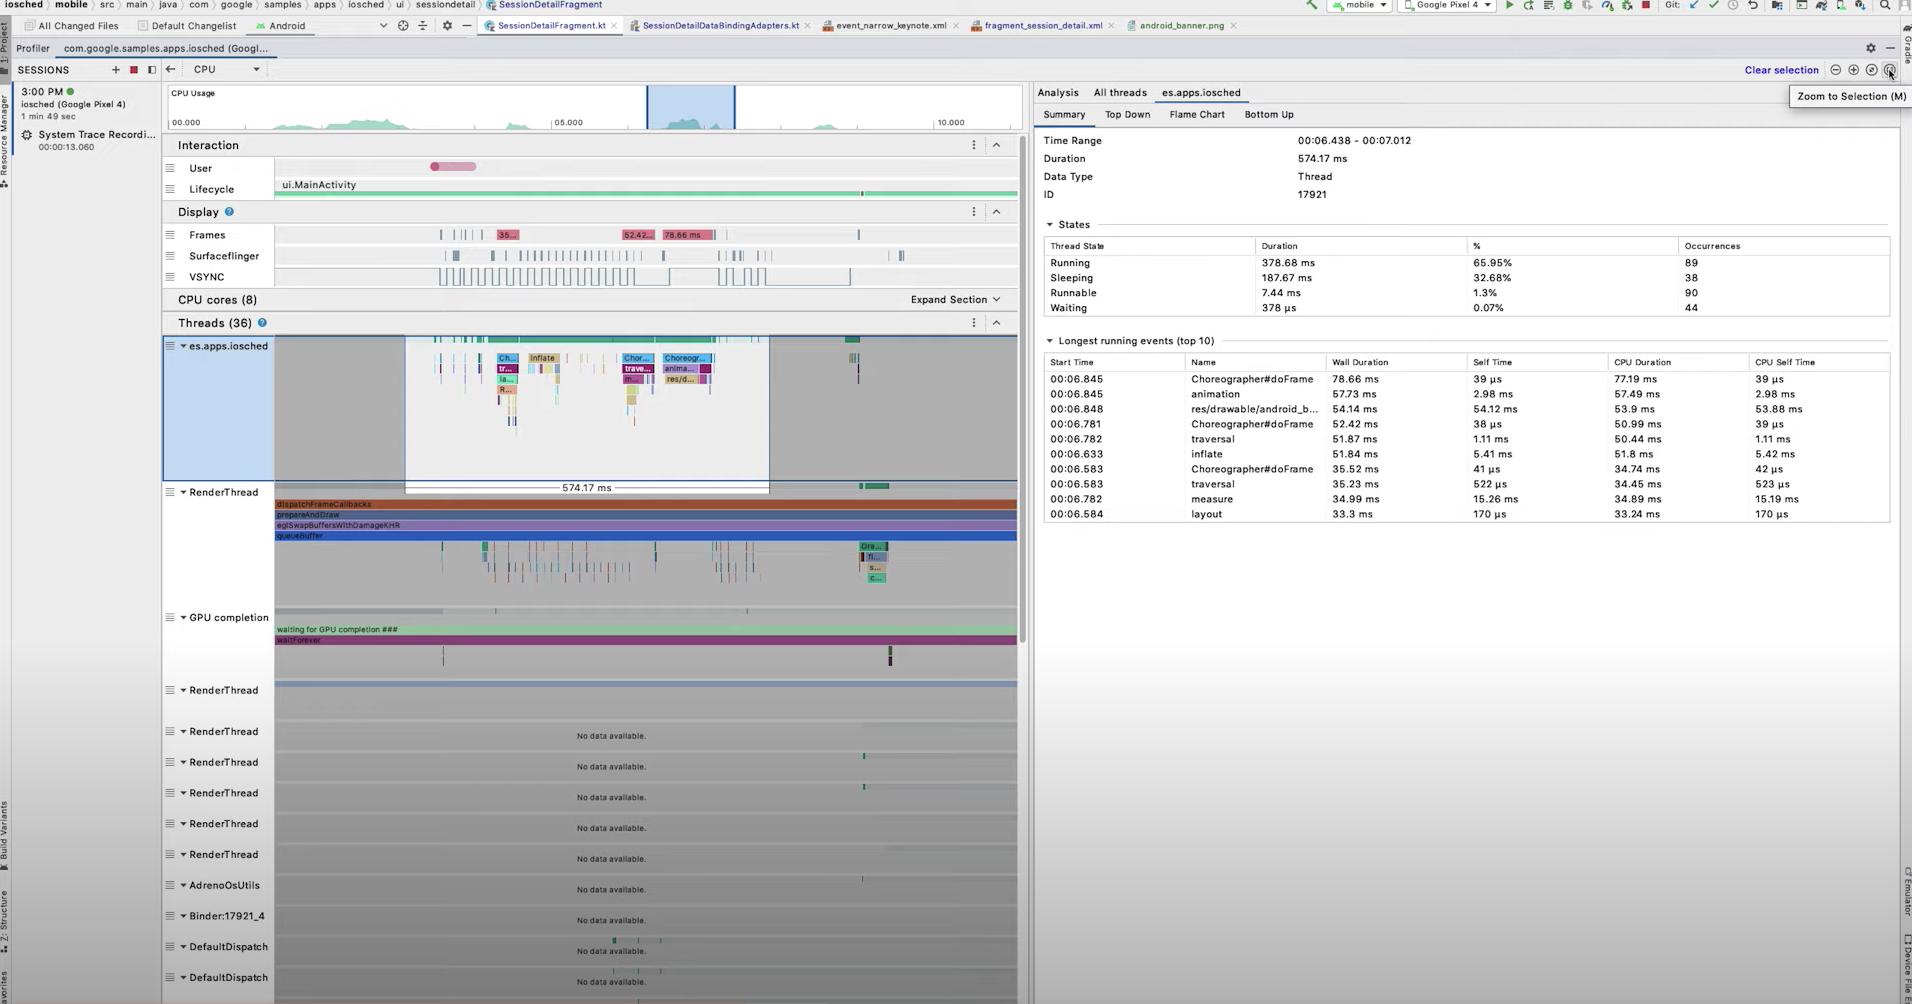 iosched › mobile › src › main › java › com › google › samples › apps › iosched › ui › sessiondetail › SessionDetailFragment
mobile Google Pixel 4 Git:
All Changed Files Default Changelist Android SessionDetailFragment.kt SessionDetailDataBindingAdapters.kt event_narrow_keynote.xml fragment_session_detail.xml android_banner.png
Profiler com.google.samples.apps.iosched (Googl...
SESSIONS CPU Clear selection
Zoom to Selection (M)
3:00 PM
iosched (Google Pixel 4)
1 min 49 sec
System Trace Recordi...
00:00:13.060
CPU Usage
00.000 05.000 10.000
Interaction
User
Lifecycle ui.MainActivity
Display
Frames 35... 52.42... 78.66 ms
Surfaceflinger
VSYNC
CPU cores (8) Expand Section
Threads (36)
es.apps.iosched
Ch... Inflate Chor... Choreogr...
tr... trave... anima...
la... m... res/d...
R...
574.17 ms
RenderThread
dispatchFrameCallbacks
prepareAndDraw
eglSwapBuffersWithDamageKHR
queueBuffer
Dra...
fl...
s...
c...
GPU completion
waiting for GPU completion ###
waitForever
RenderThread
RenderThread No data available.
RenderThread No data available.
RenderThread No data available.
RenderThread No data available.
RenderThread No data available.
AdrenoOsUtils No data available.
Binder:17921_4 No data available.
DefaultDispatch No data available.
DefaultDispatch No data available.
Analysis All threads es.apps.iosched
Summary Top Down Flame Chart Bottom Up
Time Range 00:06.438 - 00:07.012
Duration 574.17 ms
Data Type Thread
ID 17921
States
Thread State Duration % Occurrences
Running 378.68 ms 65.95% 89
Sleeping 187.67 ms 32.68% 38
Runnable 7.44 ms 1.3% 90
Waiting 378 μs 0.07% 44
Longest running events (top 10)
Start Time Name Wall Duration Self Time CPU Duration CPU Self Time
00:06.845 Choreographer#doFrame 78.66 ms 39 μs 77.19 ms 39 μs
00:06.845 animation 57.73 ms 2.98 ms 57.49 ms 2.98 ms
00:06.848 res/drawable/android_b... 54.14 ms 54.12 ms 53.9 ms 53.88 ms
00:06.781 Choreographer#doFrame 52.42 ms 38 μs 50.99 ms 39 μs
00:06.782 traversal 51.87 ms 1.11 ms 50.44 ms 1.11 ms
00:06.633 inflate 51.84 ms 5.41 ms 51.8 ms 5.42 ms
00:06.583 Choreographer#doFrame 35.52 ms 41 μs 34.74 ms 42 μs
00:06.583 traversal 35.23 ms 522 μs 34.45 ms 523 μs
00:06.782 measure 34.99 ms 15.26 ms 34.89 ms 15.19 ms
00:06.584 layout 33.3 ms 170 μs 33.24 ms 170 μs
1: Project
Resource Manager
Build Variants
Z: Structure
Gradle
Emulator